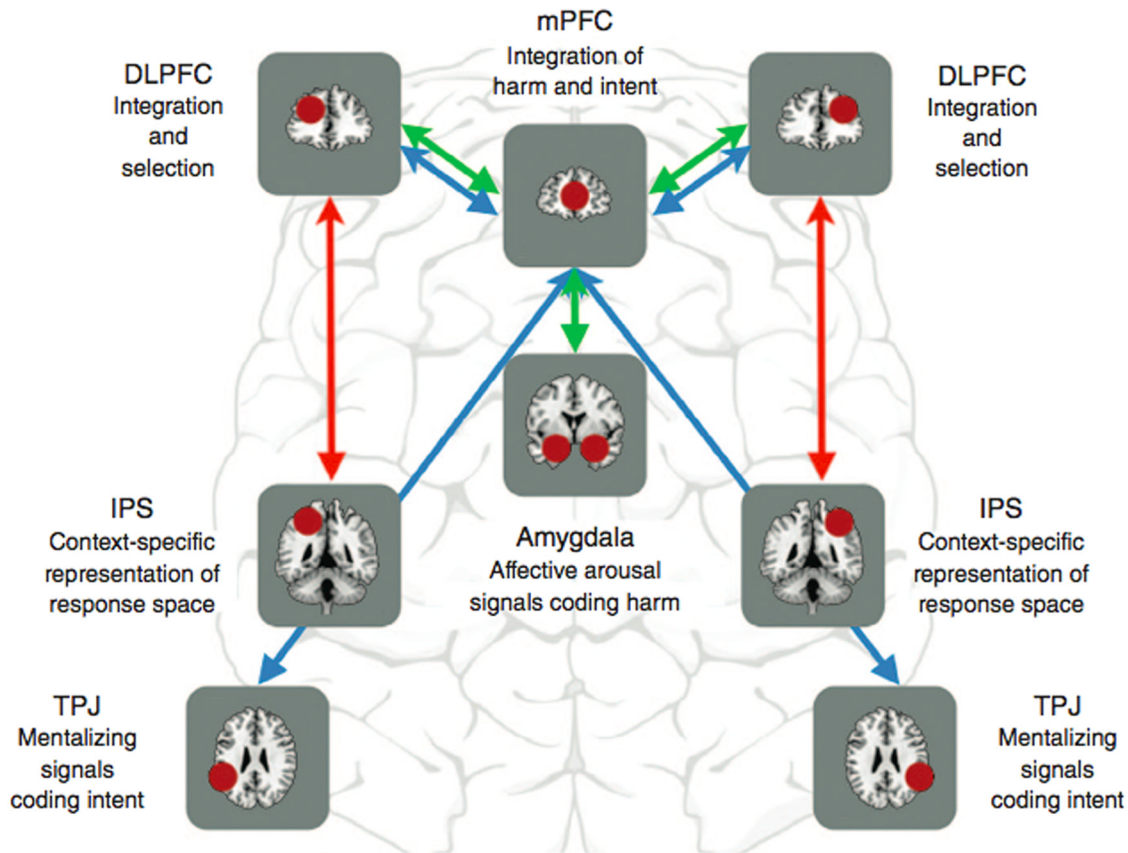 mPFC
Integration of
harm and intent
DLPFC
Integration
and
selection
DLPFC
Integration
and
selection
IPS
Context-specific
representation of
response space
Amygdala
Affective arousal
signals coding harm
IPS
Context-specific
representation of
response space
TPJ
Mentalizing
signals
coding intent
TPJ
Mentalizing
signals
coding intent